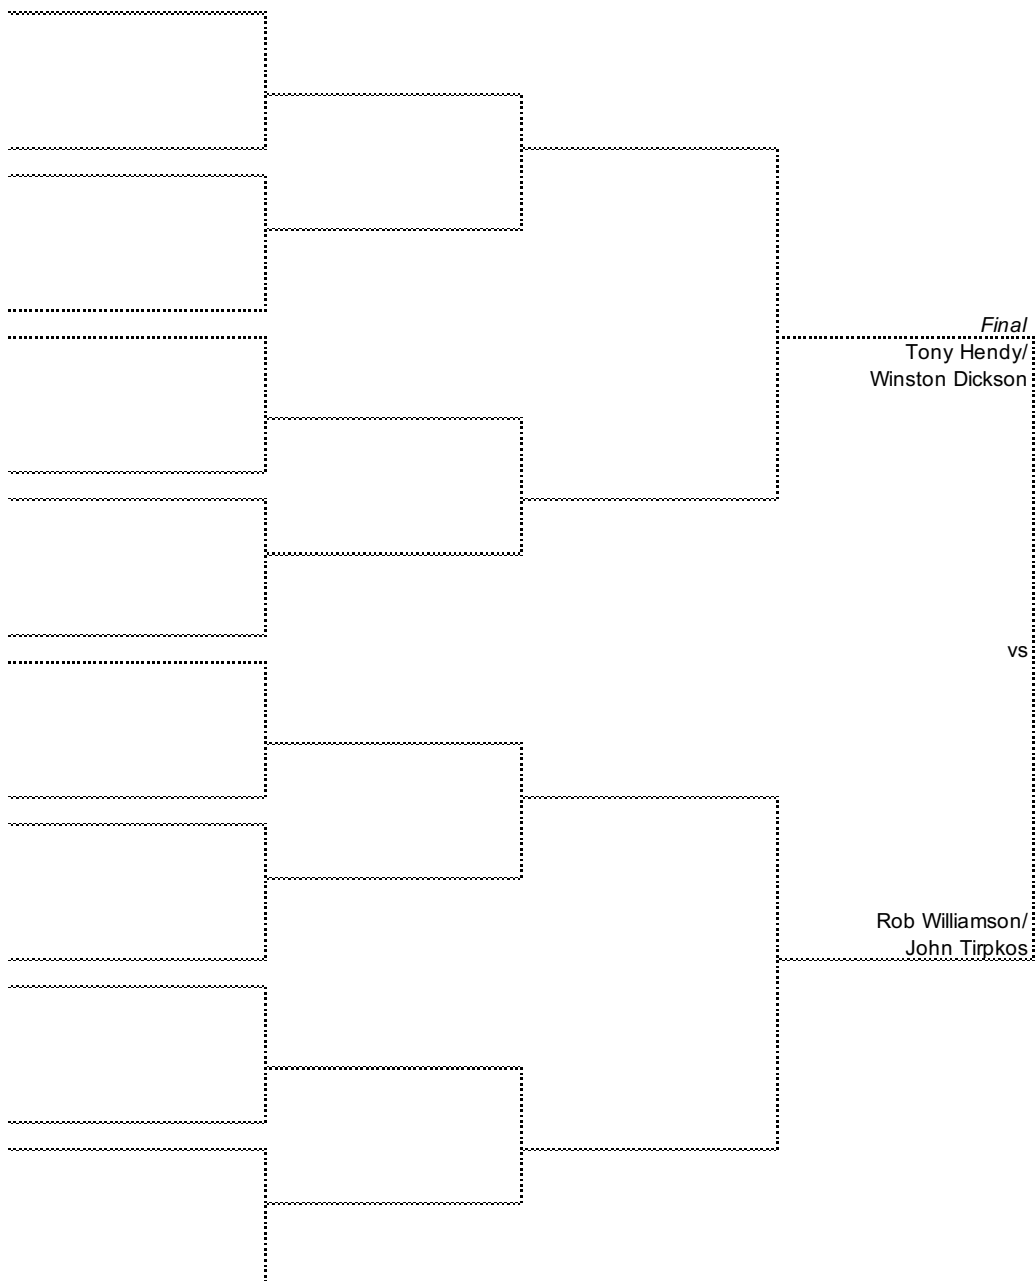 Final
Tony Hendy/
Winston Dickson
vs
Rob Williamson/
John Tirpkos